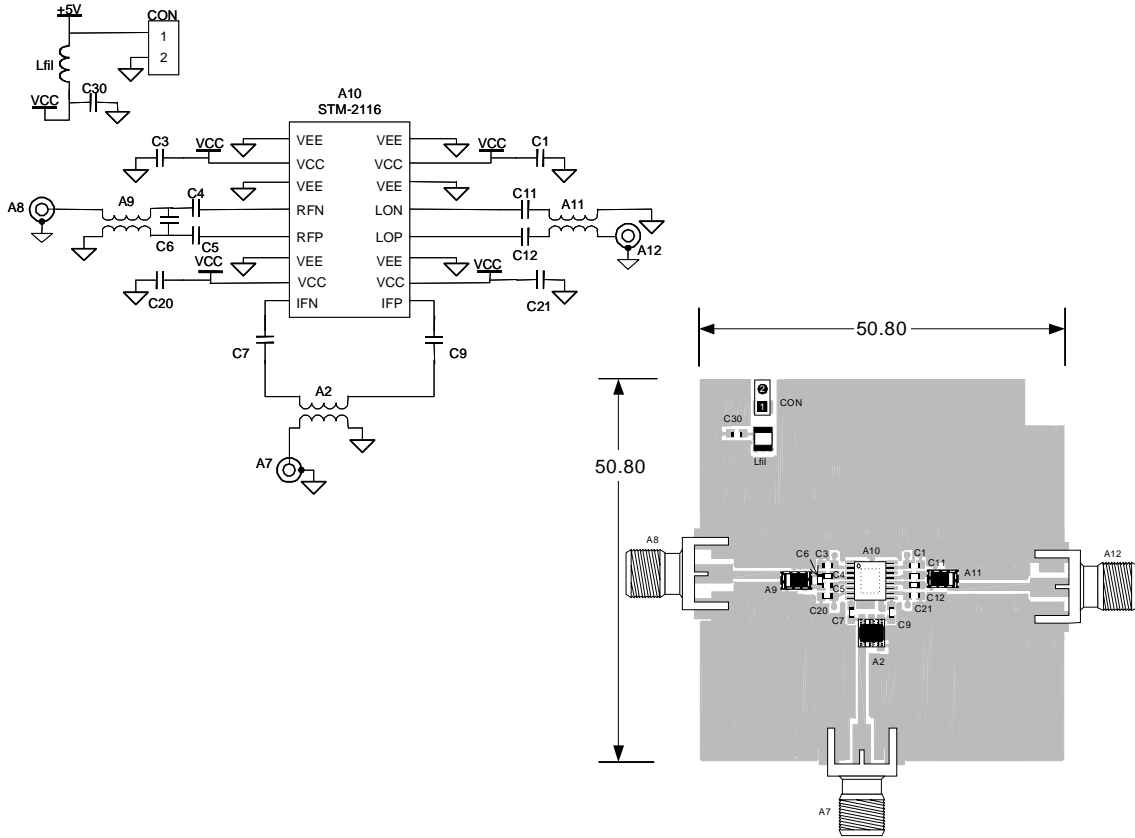 +5V
CON
1
2
Lfil
VCC
C30
A10
STM-2116
C3
VCC
VEE
VEE
VCC
C1
VCC
VCC
VEE
VEE
A8
A9
C4
RFN
LON
C11
A11
C6
C5
RFP
LOP
C12
A12
VCC
VEE
VEE
VCC
C20
VCC
VCC
C21
IFN
IFP
C7
C9
A2
A7
50.80
50.80
2
1
CON
C30
Lfil
A8
C6
C3
A10
C1
C11
A12
A9
C4
A11
C5
C12
C20
C21
C7
C9
A2
A7